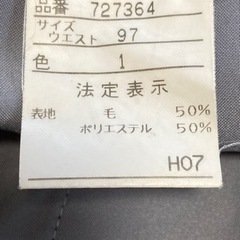 品番 727364
サイズ
ウエスト 97
色 1
法定表示
表地 毛 50%
ポリエステル 50%
H07